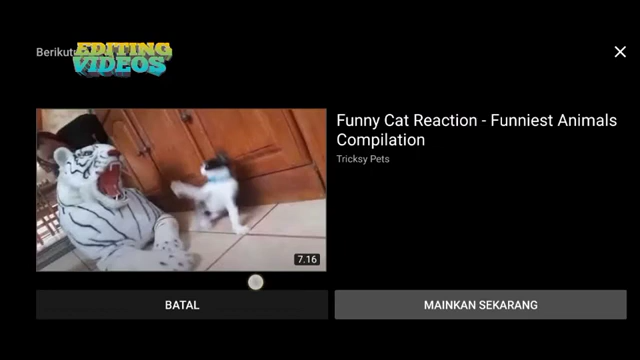 Berikut
EDITING
VIDEOS
Funny Cat Reaction - Funniest Animals
Compilation
Tricksy Pets
7.16
BATAL
MAINKAN SEKARANG